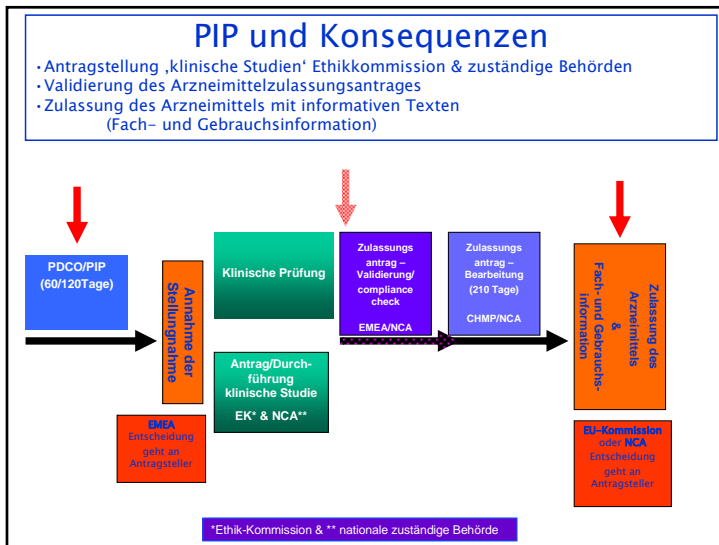 PIP und Konsequenzen
• Antragstellung ‚klinische Studien‘ Ethikkommission & zuständige Behörden
• Validierung des Arzneimittelzulassungsantrages
• Zulassung des Arzneimittels mit informativen Texten
(Fach- und Gebrauchsinformation)
PDCO/PIP
(60/120Tage)
Annahme der
Stellungnahme
EMEA
Entscheidung
geht an
Antragsteller
Klinische Prüfung
Antrag/Durch-
führung
klinische Studie
EK* & NCA**
Zulassungs
antrag –
Validierung/
compliance
check
EMEA/NCA
Zulassungs
antrag –
Bearbeitung
(210 Tage)
CHMP/NCA
Zulassung des
Arzneimittels
&
Fach- und Gebrauchs-
information
EU-Kommission
oder NCA
Entscheidung
geht an
Antragsteller
*Ethik-Kommission & ** nationale zuständige Behörde